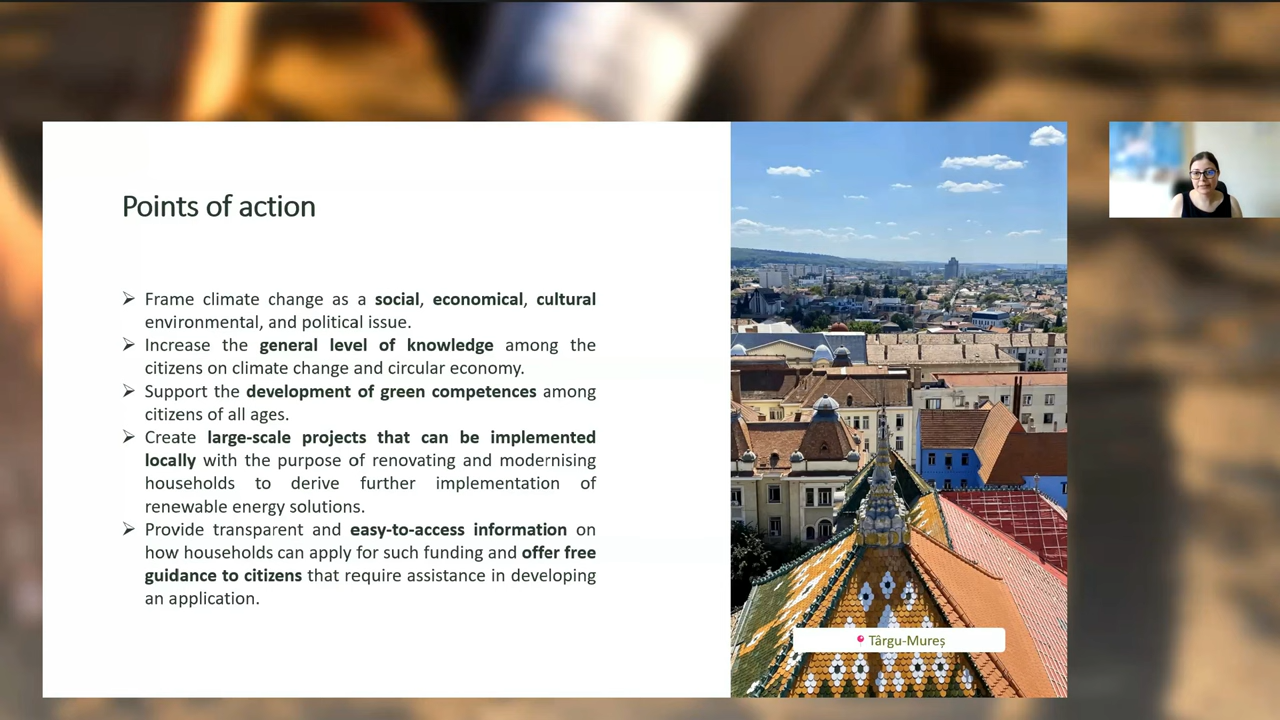 Points of action
➢ Frame climate change as a social, economical, cultural
environmental, and political issue.
➢ Increase the general level of knowledge among the
citizens on climate change and circular economy.
➢ Support the development of green competences among
citizens of all ages.
➢ Create large-scale projects that can be implemented
locally with the purpose of renovating and modernising
households to derive further implementation of
renewable energy solutions.
➢ Provide transparent and easy-to-access information on
how households can apply for such funding and offer free
guidance to citizens that require assistance in developing
an application.
Târgu-Mureș